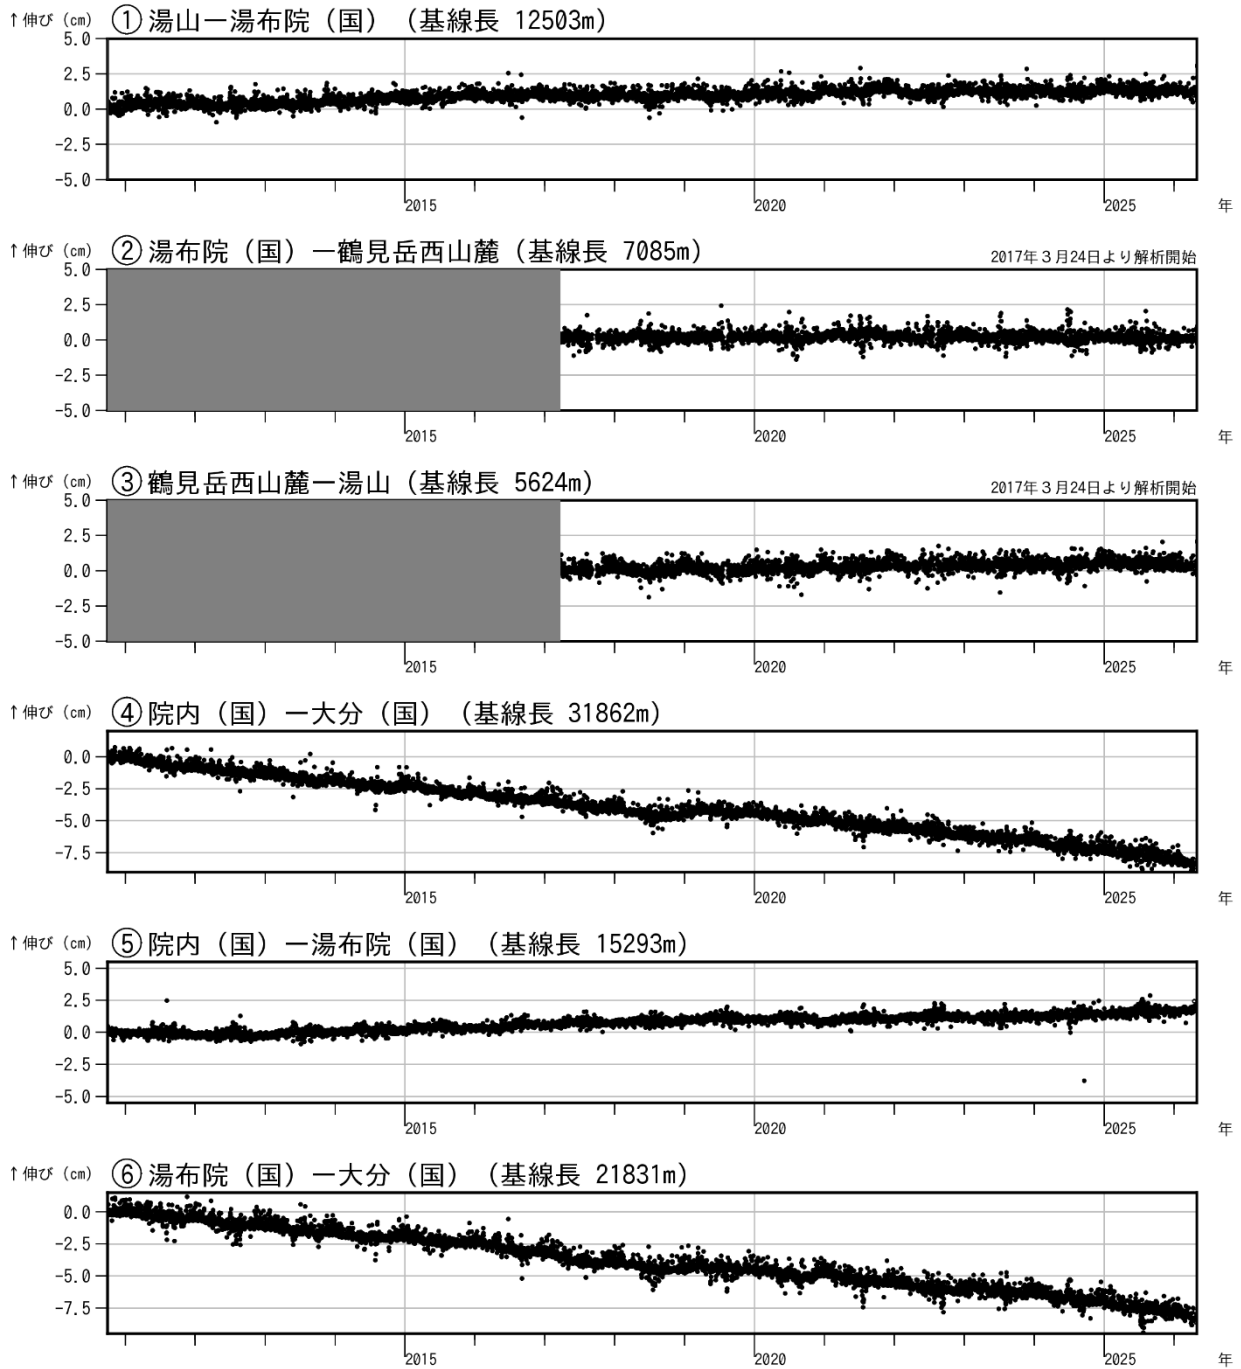 ↑伸び（cm） ①湯山ー湯布院（国）（基線長 12503m）
5.0
2.5
0.0
-2.5
-5.0
2015 2020 2025 年
↑伸び（cm） ②湯布院（国）ー鶴見岳西山麓（基線長 7085m） 2017年３月24日より解析開始
5.0
2.5
0.0
-2.5
-5.0
2015 2020 2025 年
↑伸び（cm） ③鶴見岳西山麓ー湯山（基線長 5624m） 2017年３月24日より解析開始
5.0
2.5
0.0
-2.5
-5.0
2015 2020 2025 年
↑伸び（cm） ④院内（国）ー大分（国）（基線長 31862m）
0.0
-2.5
-5.0
-7.5
2015 2020 2025 年
↑伸び（cm） ⑤院内（国）ー湯布院（国）（基線長 15293m）
5.0
2.5
0.0
-2.5
-5.0
2015 2020 2025 年
↑伸び（cm） ⑥湯布院（国）ー大分（国）（基線長 21831m）
0.0
-2.5
-5.0
-7.5
2015 2020 2025 年